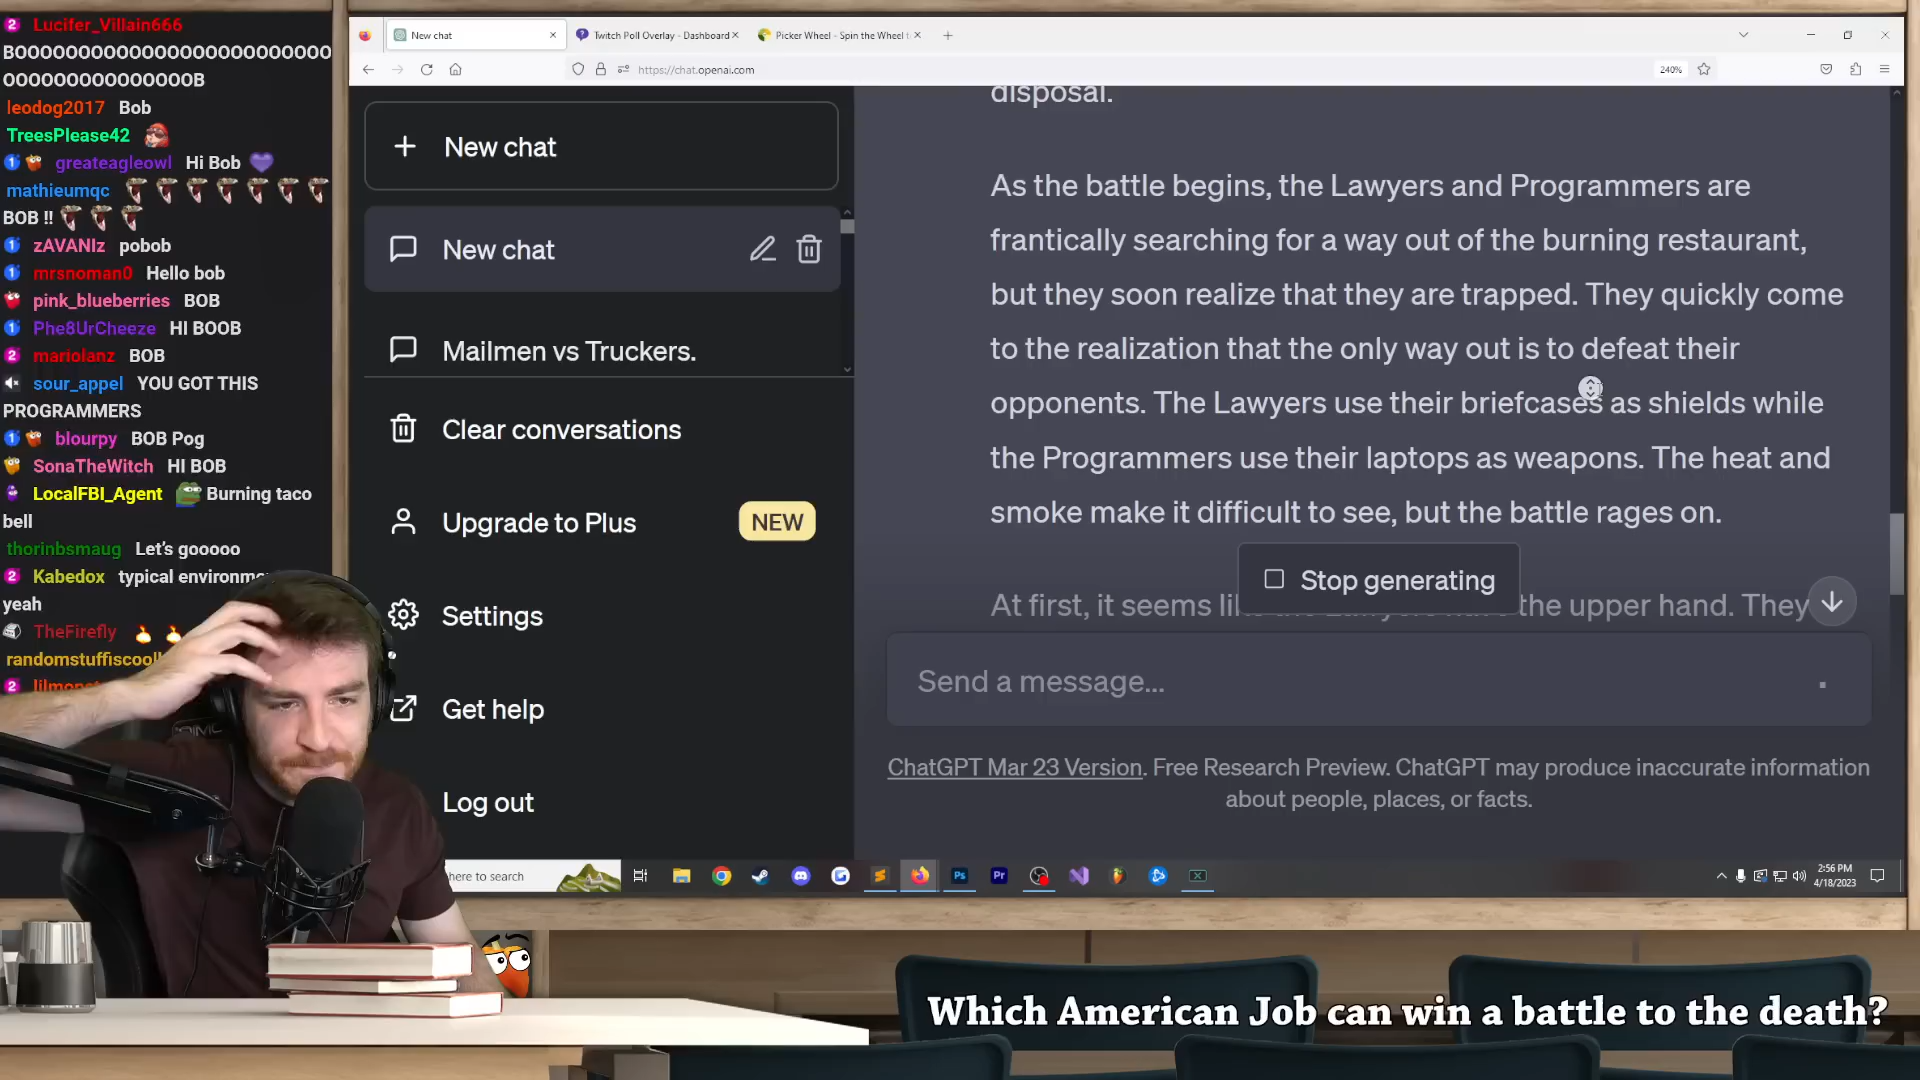 Lucifer_Villain666
BOOOOOOOOOOOOOOOOOOOOOOOOO
OOOOOOOOOOOOOOOB
leodog2017 Bob
TreesPlease42
greateagleowl Hi Bob
mathieumqc
BOB !!
zAVANIz pobob
mrsnoman0 Hello bob
pink_blueberries BOB
Phe8UrCheeze HI BOOB
mariolanz BOB
sour_appel YOU GOT THIS
PROGRAMMERS
blourpy BOB Pog
SonaTheWitch HI BOB
LocalFBI_Agent Burning taco
bell
thorinbsmaug Let's gooooo
Kabedox typical
yeah
TheFirefly
New chat
Twitch Poll Overlay - Dashboard
Picker Wheel - Spin the Wheel
https://chat.openai.com
240%
New chat
New chat
Mailmen vs Truckers.
Clear conversations
Upgrade to Plus NEW
Settings
Get help
Log out
disposal.
As the battle begins, the Lawyers and Programmers are
frantically searching for a way out of the burning restaurant,
but they soon realize that they are trapped. They quickly come
to the realization that the only way out is to defeat their
opponents. The Lawyers use their briefcases as shields while
the Programmers use their laptops as weapons. The heat and
smoke make it difficult to see, but the battle rages on.
Stop generating
At first, it seems the upper hand. They
Send a message...
ChatGPT Mar 23 Version. Free Research Preview. ChatGPT may produce inaccurate information
about people, places, or facts.
here to search
Ps
Pr
2:56 PM
4/18/2023
Which American Job can win a battle to the death?